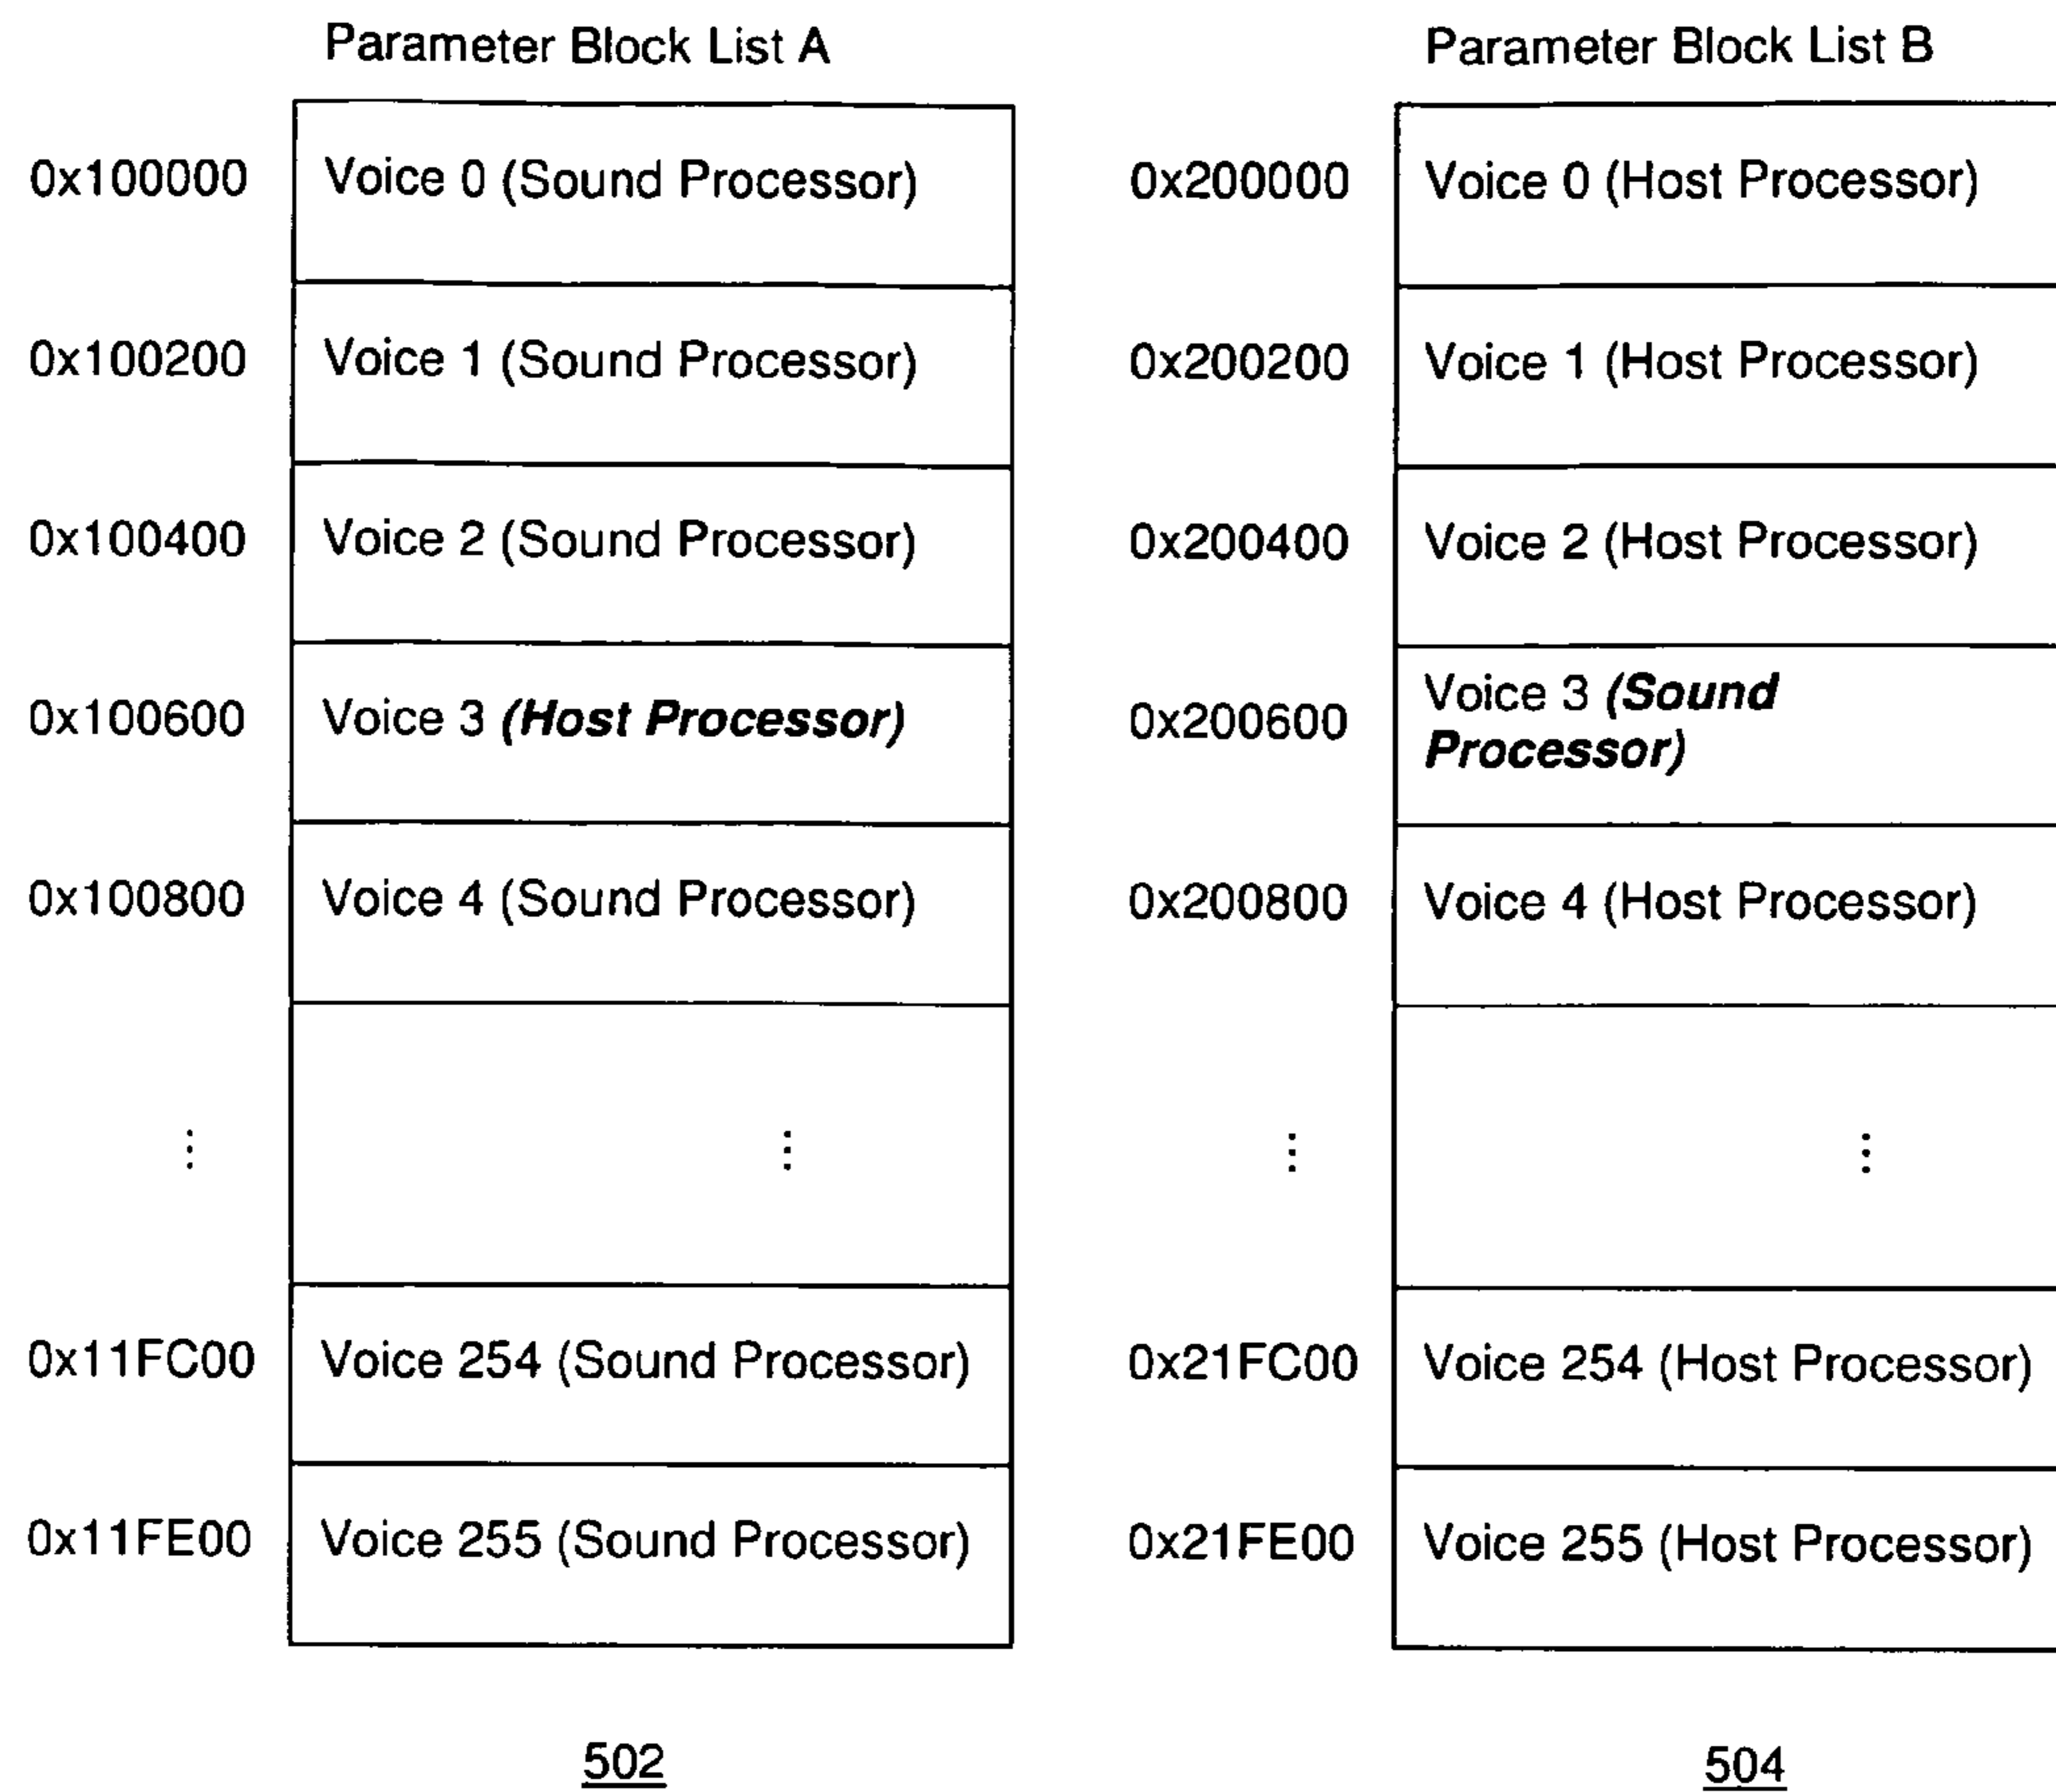 Parameter Block List A
0x100000 Voice 0 (Sound Processor)
0x100200 Voice 1 (Sound Processor)
0x100400 Voice 2 (Sound Processor)
0x100600 Voice 3 (Host Processor)
0x100800 Voice 4 (Sound Processor)
⋮ ⋮
0x11FC00 Voice 254 (Sound Processor)
0x11FE00 Voice 255 (Sound Processor)
502
Parameter Block List B
0x200000 Voice 0 (Host Processor)
0x200200 Voice 1 (Host Processor)
0x200400 Voice 2 (Host Processor)
0x200600 Voice 3 (Sound
Processor)
0x200800 Voice 4 (Host Processor)
⋮ ⋮
0x21FC00 Voice 254 (Host Processor)
0x21FE00 Voice 255 (Host Processor)
504